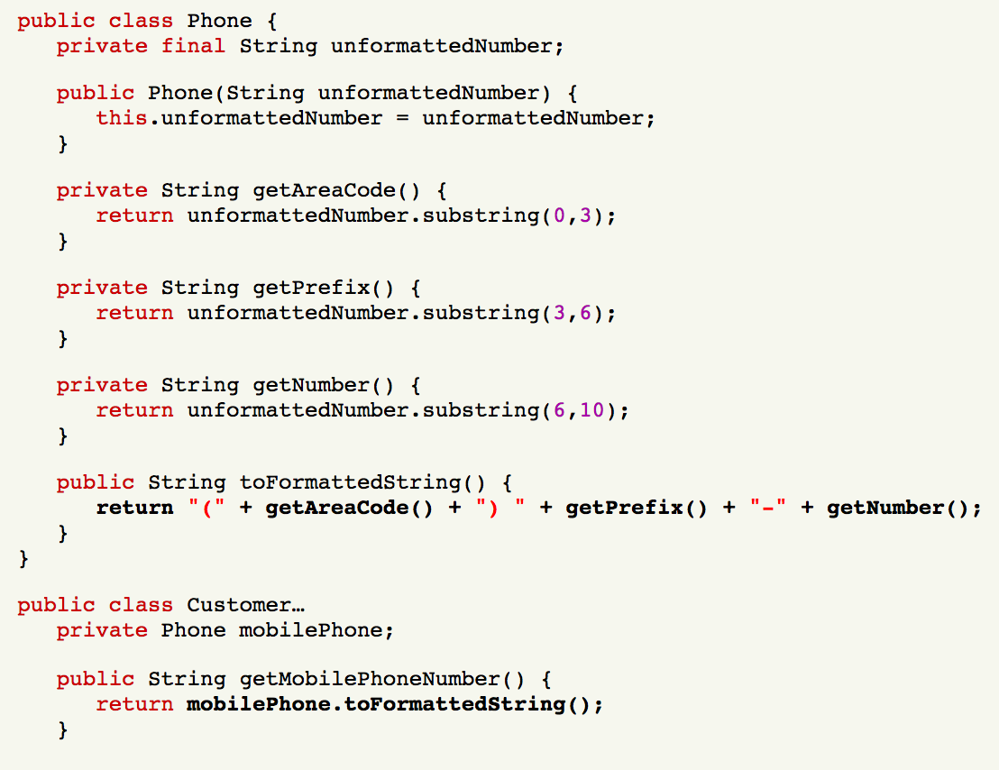 public class Phone {
   private final String unformattedNumber;

   public Phone(String unformattedNumber) {
      this.unformattedNumber = unformattedNumber;
   }

   private String getAreaCode() {
      return unformattedNumber.substring(0,3);
   }

   private String getPrefix() {
      return unformattedNumber.substring(3,6);
   }

   private String getNumber() {
      return unformattedNumber.substring(6,10);
   }

   public String toFormattedString() {
      return "(" + getAreaCode() + ") " + getPrefix() + "-" + getNumber();
   }
}

public class Customer…
   private Phone mobilePhone;

   public String getMobilePhoneNumber() {
      return mobilePhone.toFormattedString();
   }